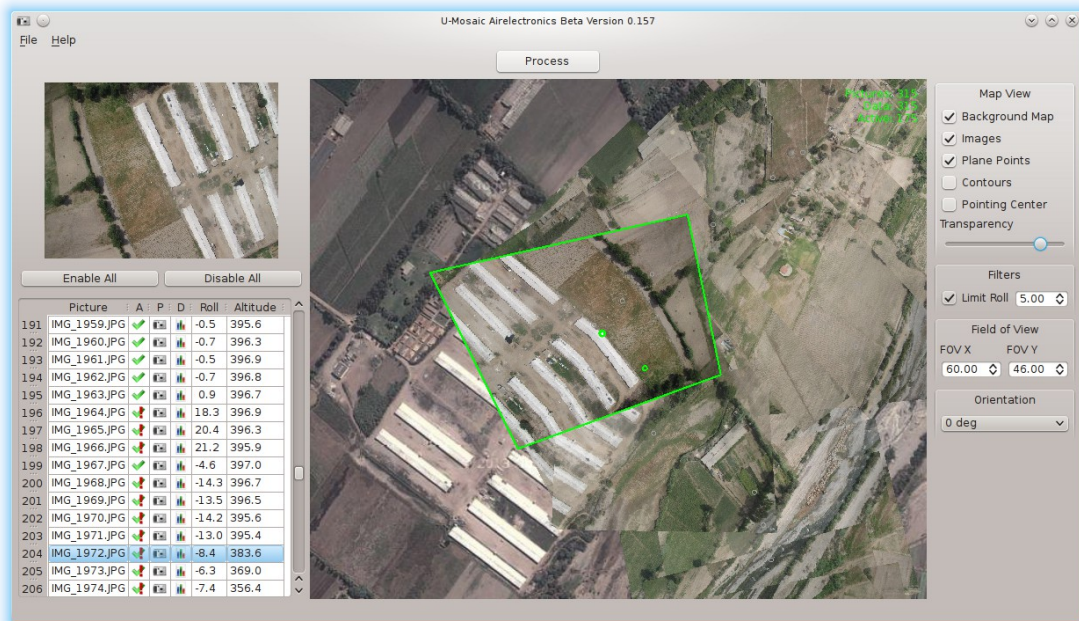 U-Mosaic Airelectronics Beta Version 0.157
File Help
Process
Enable All Disable All
Picture A P D Roll Altitude
191 IMG_1959.JPG -0.5 395.6
192 IMG_1960.JPG -0.7 396.3
193 IMG_1961.JPG -0.5 396.9
194 IMG_1962.JPG -0.7 396.8
195 IMG_1963.JPG 0.9 396.7
196 IMG_1964.JPG 18.3 396.9
197 IMG_1965.JPG 20.4 396.3
198 IMG_1966.JPG 21.2 395.9
199 IMG_1967.JPG -4.6 397.0
200 IMG_1968.JPG -14.3 396.7
201 IMG_1969.JPG -13.5 396.5
202 IMG_1970.JPG -14.2 395.6
203 IMG_1971.JPG -13.0 395.4
204 IMG_1972.JPG -8.4 383.6
205 IMG_1973.JPG -6.3 369.0
206 IMG_1974.JPG -7.4 356.4
Map View
Background Map
Images
Plane Points
Contours
Pointing Center
Transparency
Filters
Limit Roll 5.00
Field of View
FOV X FOV Y
60.00 46.00
Orientation
0 deg